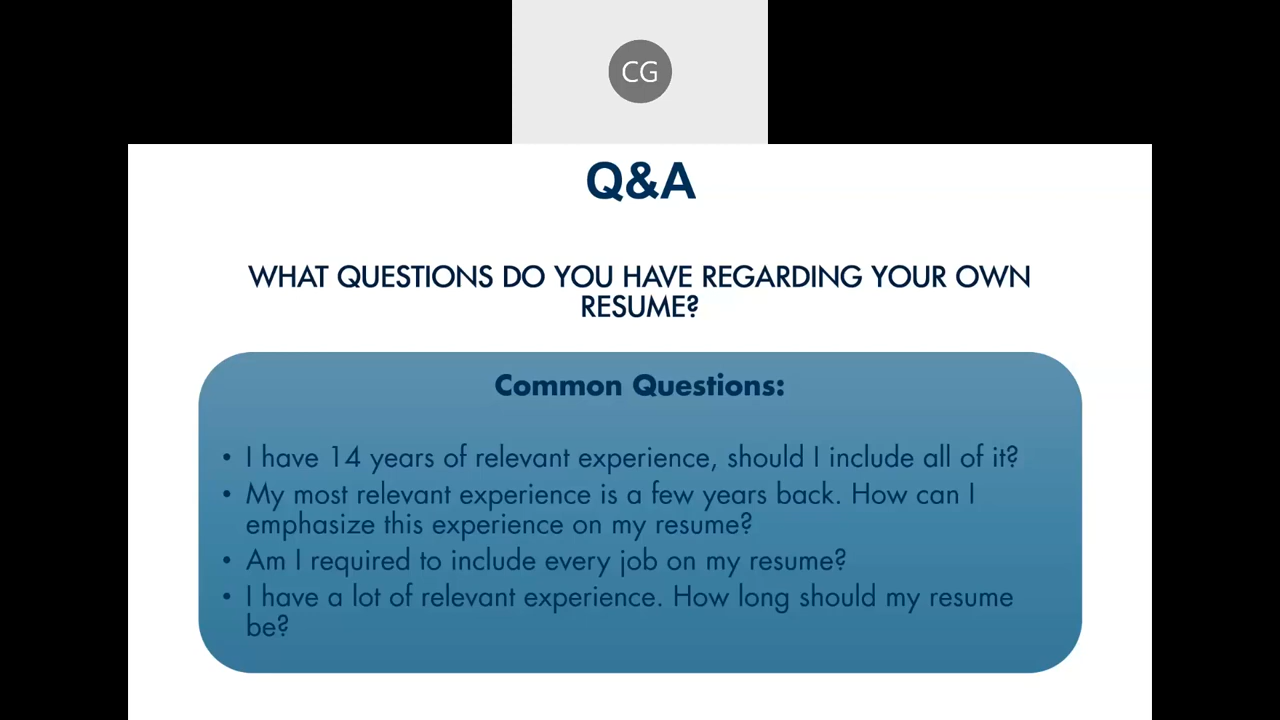 CG
Q&A
WHAT QUESTIONS DO YOU HAVE REGARDING YOUR OWN
RESUME?
Common Questions:
• I have 14 years of relevant experience, should I include all of it?
• My most relevant experience is a few years back. How can I
emphasize this experience on my resume?
• Am I required to include every job on my resume?
• I have a lot of relevant experience. How long should my resume
be?